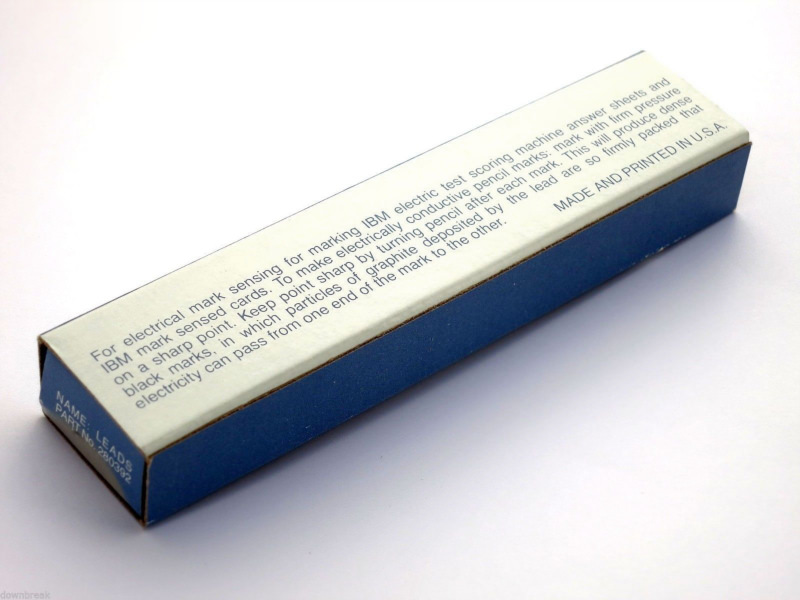 For electrical mark sensing for marking IBM electric test scoring machine answer sheets and
IBM mark sensed cards. To make electrically conductive pencil marks: mark with firm pressure
on a sharp point. Keep point sharp by turning pencil after each mark. This will produce dense
black marks, in which particles of graphite deposited by the lead are so firmly packed that
electricity can pass from one end of the mark to the other.
MADE AND PRINTED IN U.S.A.
NAME: LEADS
PART No. 280392
downbreak